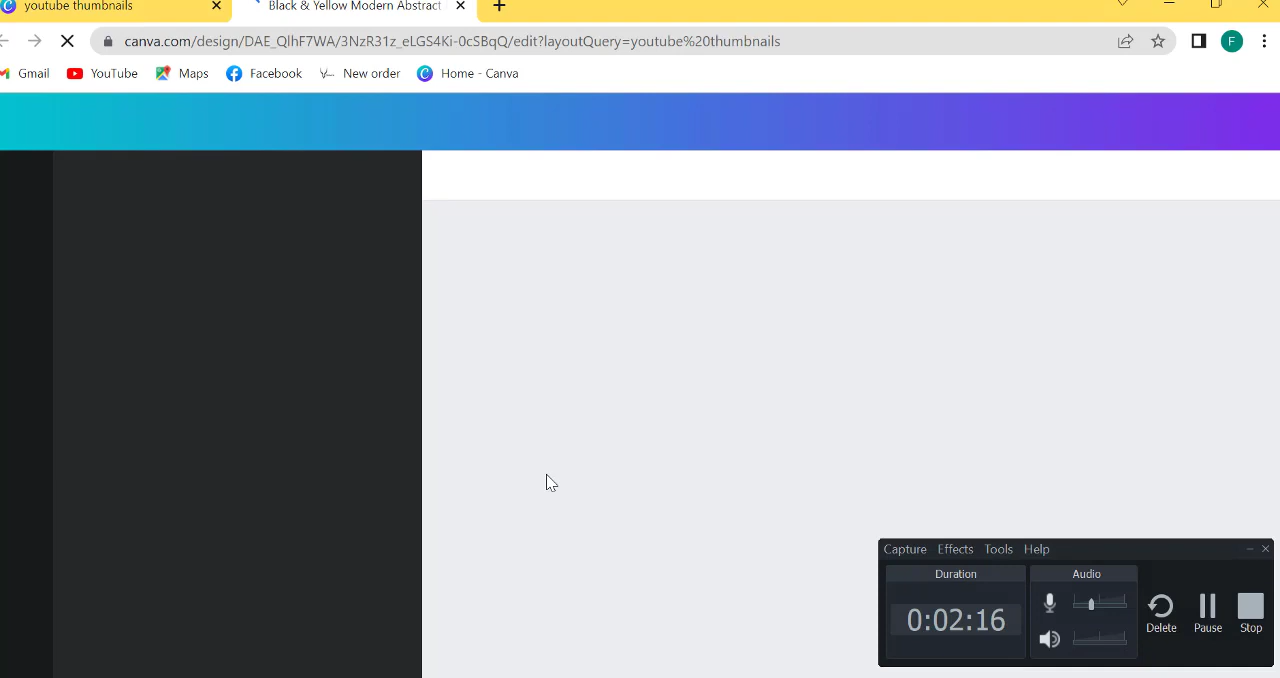 youtube thumbnails
Black & Yellow Modern Abstract
canva.com/design/DAE_QlhF7WA/3NzR31z_eLGS4Ki-0cSBqQ/edit?layoutQuery=youtube%20thumbnails
F
Gmail YouTube Maps Facebook New order Home - Canva
Capture Effects Tools Help
Duration Audio
0:02:16
Delete Pause Stop